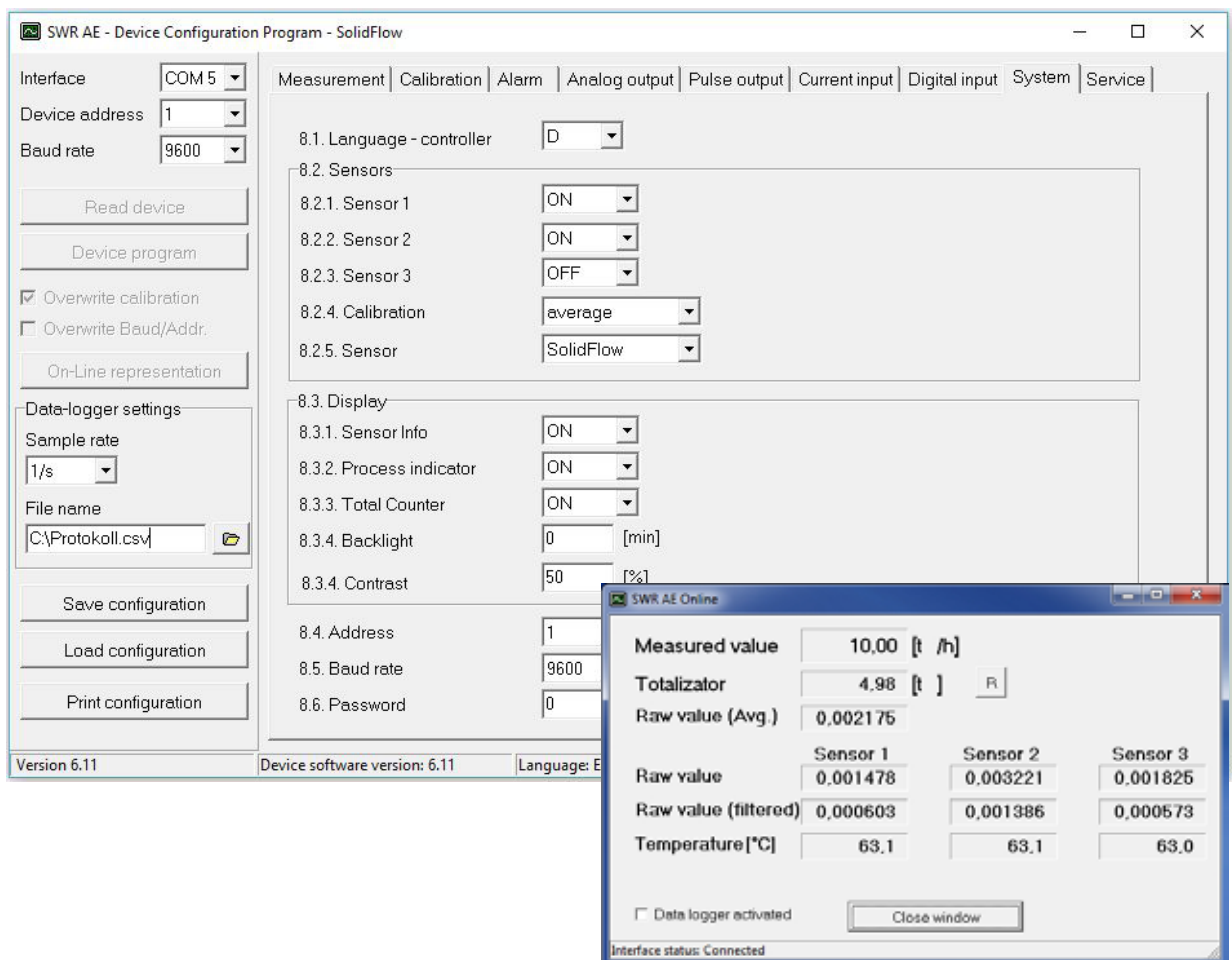 SWR AE - Device Configuration Program - SolidFlow
Interface COM 5
Device address 1
Baud rate 9600
Read device
Device program
Overwrite calibration
Overwrite Baud/Addr.
On-Line representation
Data-logger settings
Sample rate
1/s
File name
C:\Protokoll.csv
Save configuration
Load configuration
Print configuration
Measurement Calibration Alarm Analog output Pulse output Current input Digital input System Service
8.1. Language - controller D
8.2. Sensors
8.2.1. Sensor 1 ON
8.2.2. Sensor 2 ON
8.2.3. Sensor 3 OFF
8.2.4. Calibration average
8.2.5. Sensor SolidFlow
8.3. Display
8.3.1. Sensor Info ON
8.3.2. Process indicator ON
8.3.3. Total Counter ON
8.3.4. Backlight 0 [min]
8.3.4. Contrast 50 [%]
8.4. Address 1
8.5. Baud rate 9600
8.6. Password 0
Version 6.11 Device software version: 6.11 Language: E
SWR AE Online
Measured value 10,00 [t /h]
Totalizator 4,98 [t ] R
Raw value (Avg.) 0,002175
Sensor 1 Sensor 2 Sensor 3
Raw value 0,001478 0,003221 0,001825
Raw value (filtered) 0,000603 0,001386 0,000573
Temperature[°C] 63,1 63,1 63,0
Data logger activated Close window
Interface status: Connected